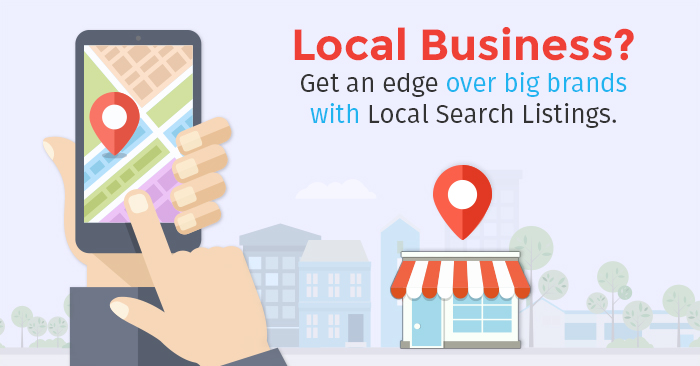 Local Business?
Get an edge over big brands
with Local Search Listings.